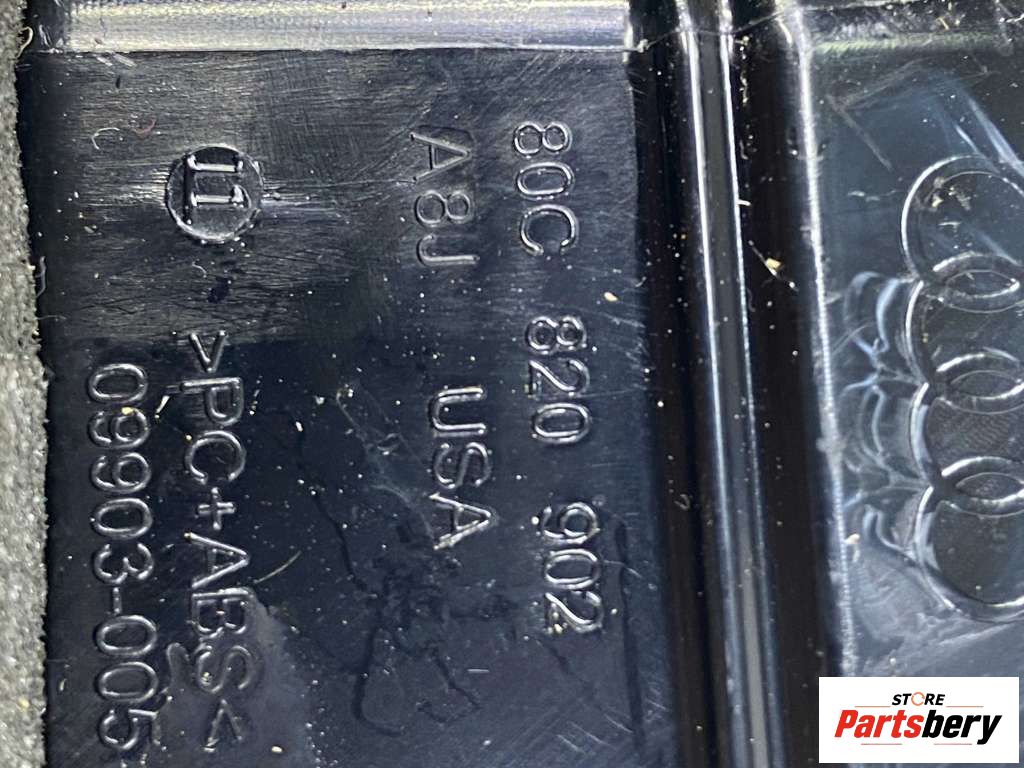 80C 820 902
A8J USA
>PC+ABS<
09903-005-
STORE
Partsbery